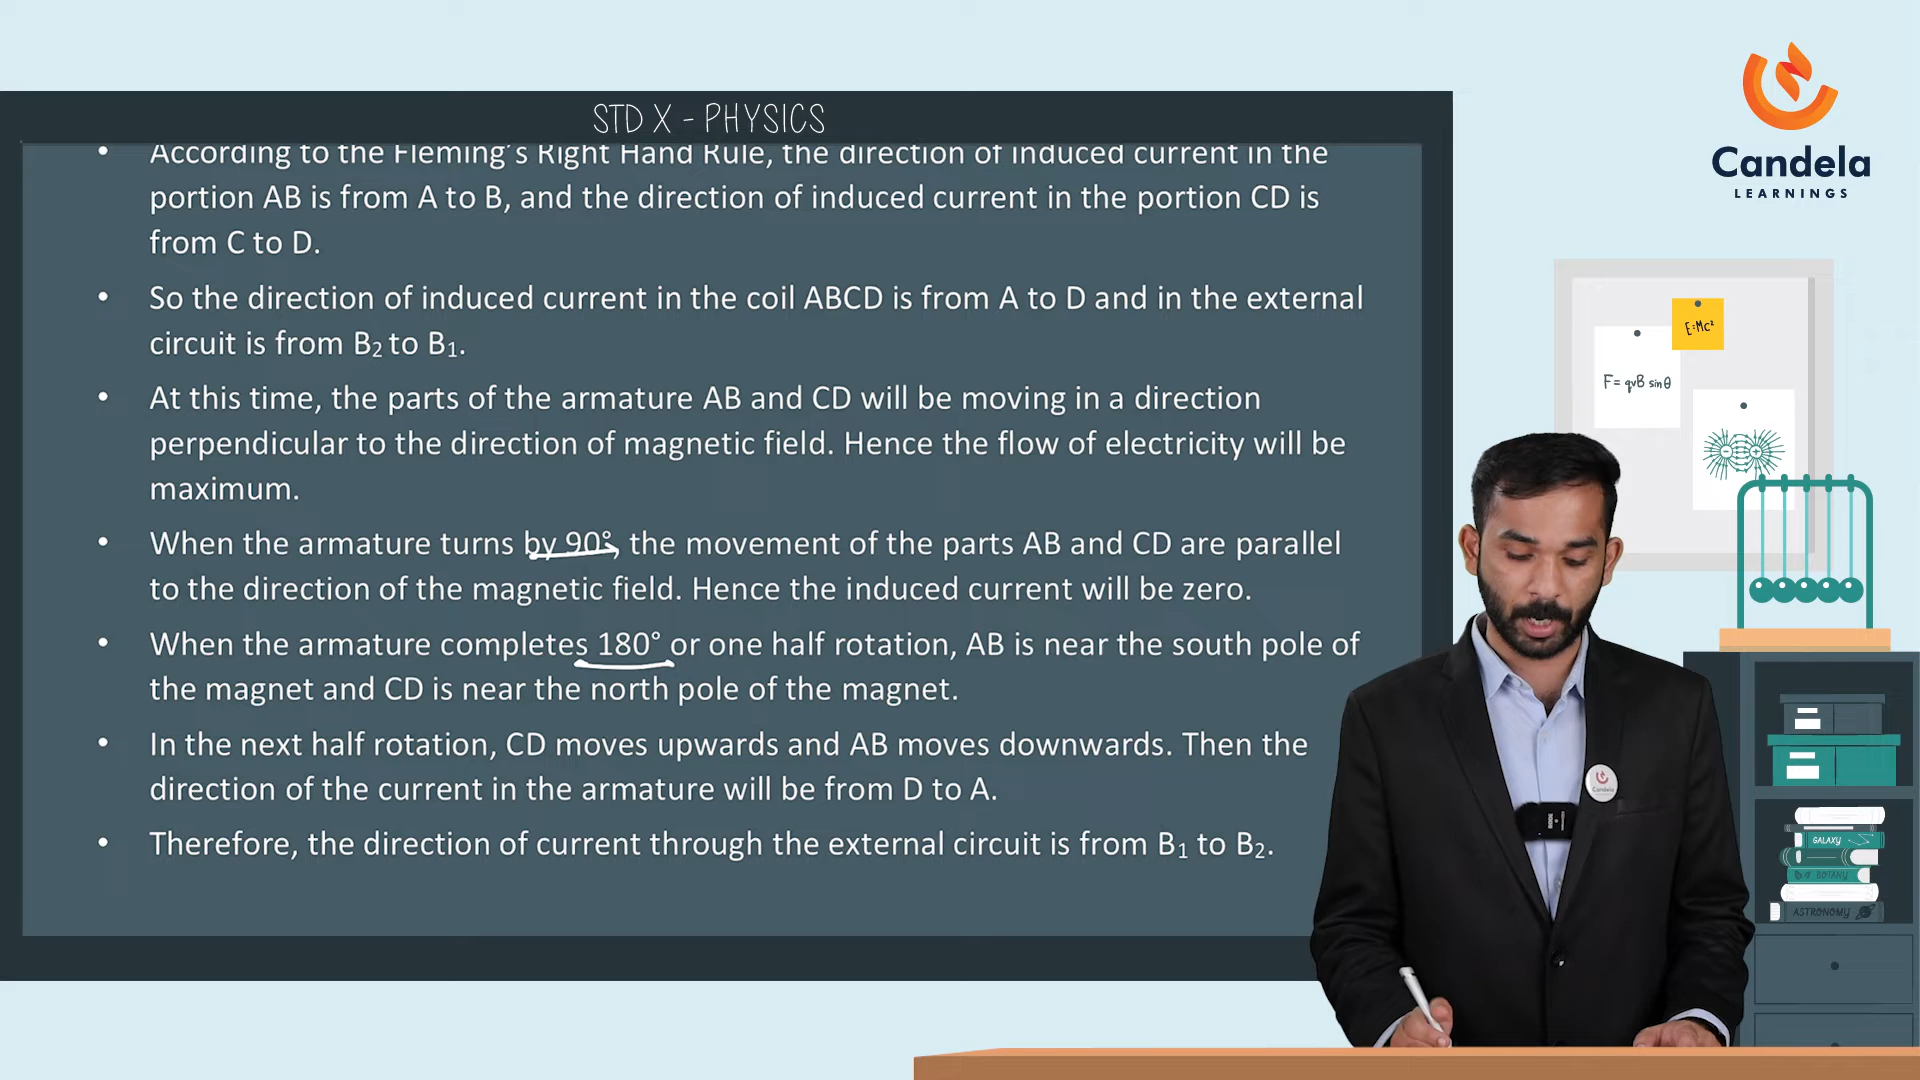 STD X - PHYSICS
• According to the Fleming's Right Hand Rule, the direction of induced current in the
portion AB is from A to B, and the direction of induced current in the portion CD is
from C to D.
• So the direction of induced current in the coil ABCD is from A to D and in the external
circuit is from B₂ to B₁.
• At this time, the parts of the armature AB and CD will be moving in a direction
perpendicular to the direction of magnetic field. Hence the flow of electricity will be
maximum.
• When the armature turns by 90°, the movement of the parts AB and CD are parallel
to the direction of the magnetic field. Hence the induced current will be zero.
• When the armature completes 180° or one half rotation, AB is near the south pole of
the magnet and CD is near the north pole of the magnet.
• In the next half rotation, CD moves upwards and AB moves downwards. Then the
direction of the current in the armature will be from D to A.
• Therefore, the direction of current through the external circuit is from B₁ to B₂.
Candela
LEARNINGS
E=Mc²
F= qvB sinθ
Candela
GALAXY
BOTANY
ASTRONOMY